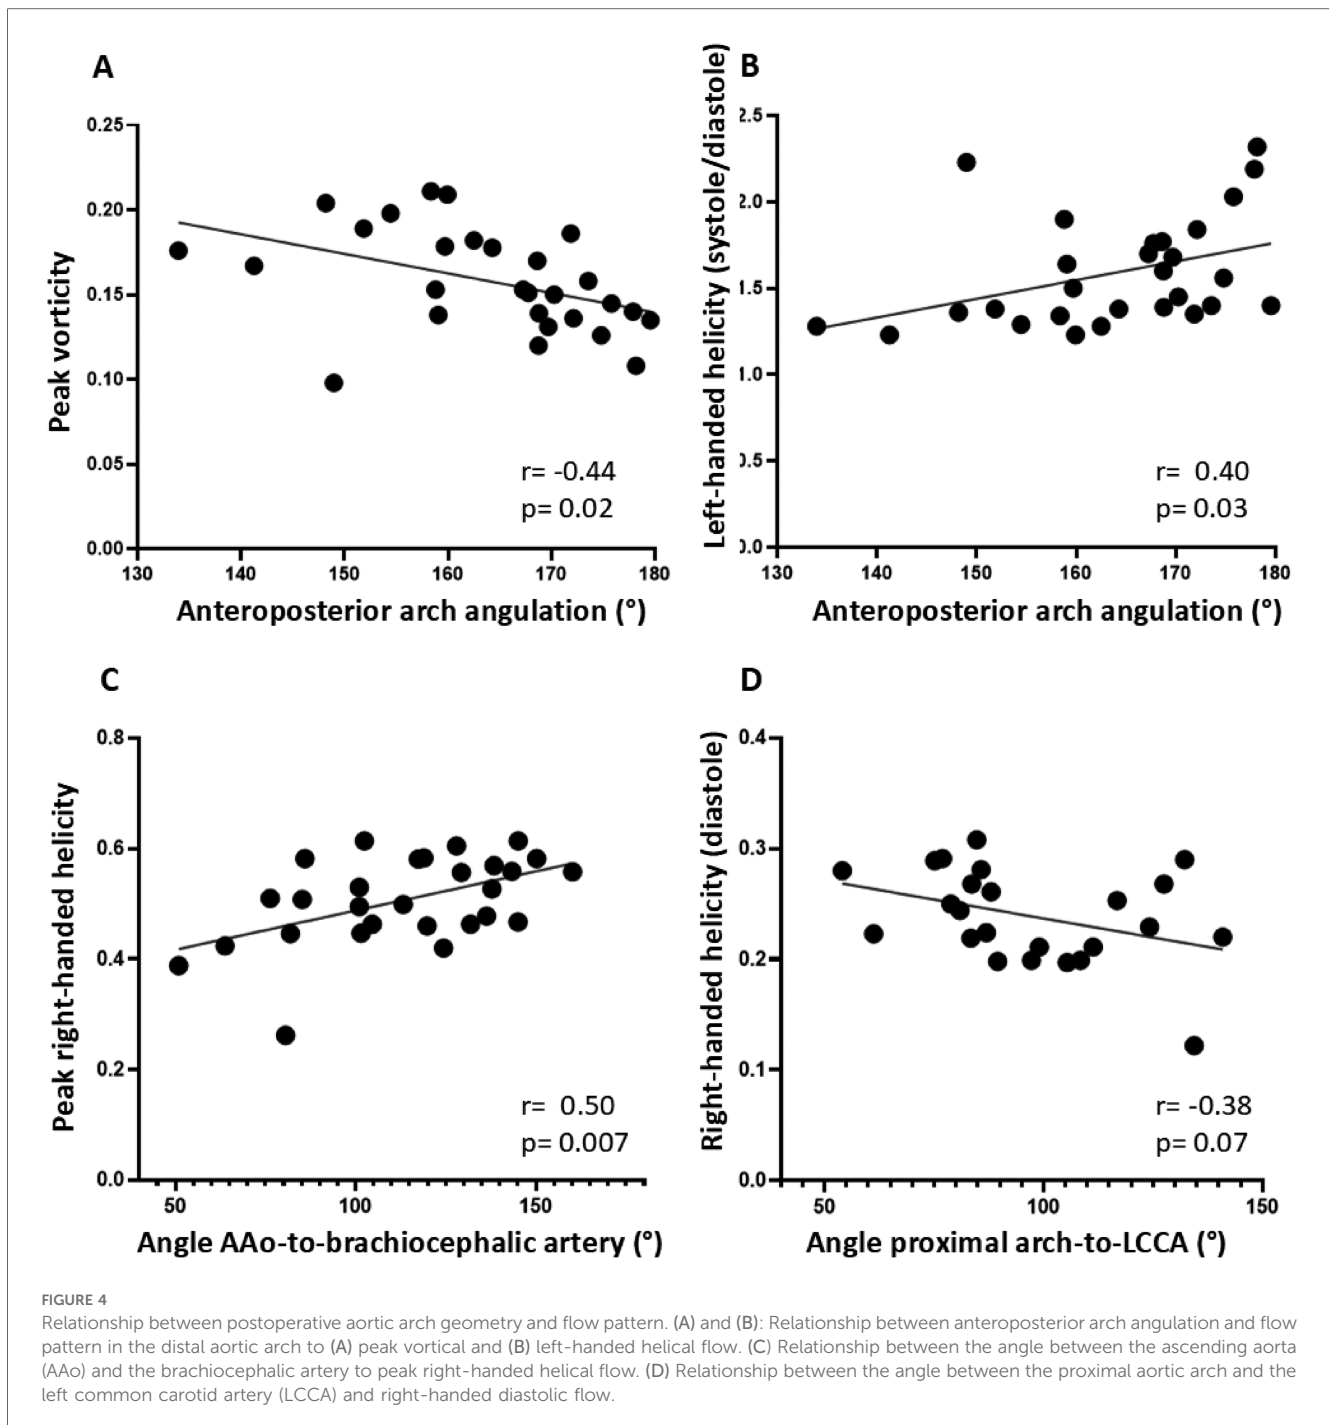 A
B
0.25
0.20
0.15
0.10
0.05
0.00
Peak vorticity
130 140 150 160 170 180
Anteroposterior arch angulation (°)
r= -0.44
p= 0.02
Left-handed helicity (systole/diastole)
2.5
2.0
1.5
1.0
0.5
0.0
130 140 150 160 170 180
Anteroposterior arch angulation (°)
r= 0.40
p= 0.03
C
D
0.8
0.6
0.4
0.2
0.0
Peak right-handed helicity
50 100 150
Angle AAo-to-brachiocephalic artery (°)
r= 0.50
p= 0.007
Right-handed helicity (diastole)
0.4
0.3
0.2
0.1
0.0
50 100 150
Angle proximal arch-to-LCCA (°)
r= -0.38
p= 0.07
FIGURE 4
Relationship between postoperative aortic arch geometry and flow pattern. (A) and (B): Relationship between anteroposterior arch angulation and flow
pattern in the distal aortic arch to (A) peak vortical and (B) left-handed helical flow. (C) Relationship between the angle between the ascending aorta
(AAo) and the brachiocephalic artery to peak right-handed helical flow. (D) Relationship between the angle between the proximal aortic arch and the
left common carotid artery (LCCA) and right-handed diastolic flow.